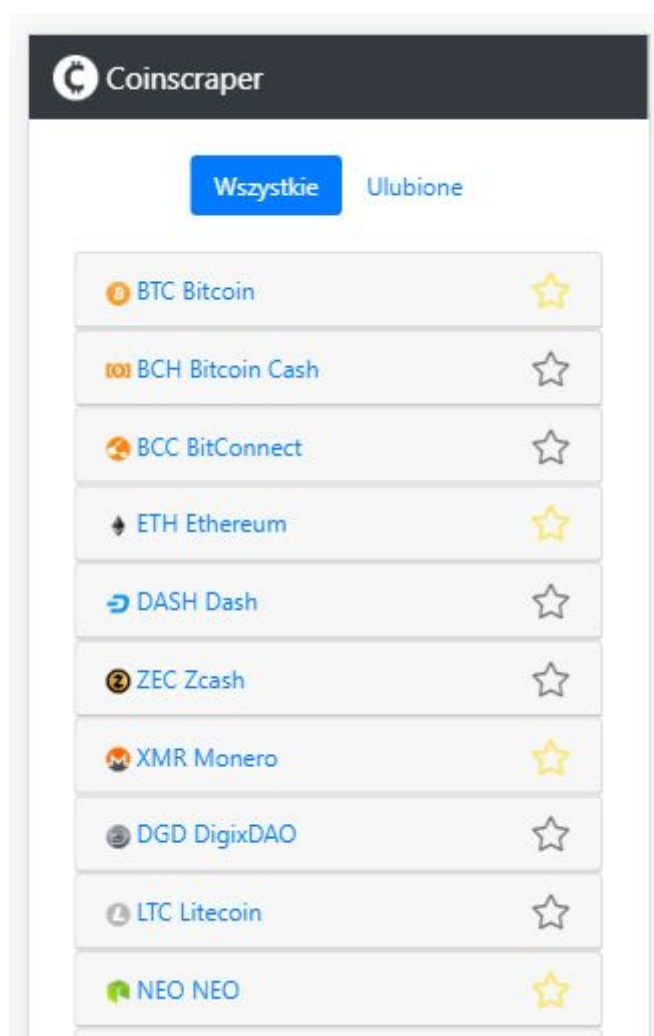 Coinscraper
Wszystkie Ulubione
BTC Bitcoin
BCH Bitcoin Cash
BCC BitConnect
ETH Ethereum
DASH Dash
ZEC Zcash
XMR Monero
DGD DigixDAO
LTC Litecoin
NEO NEO